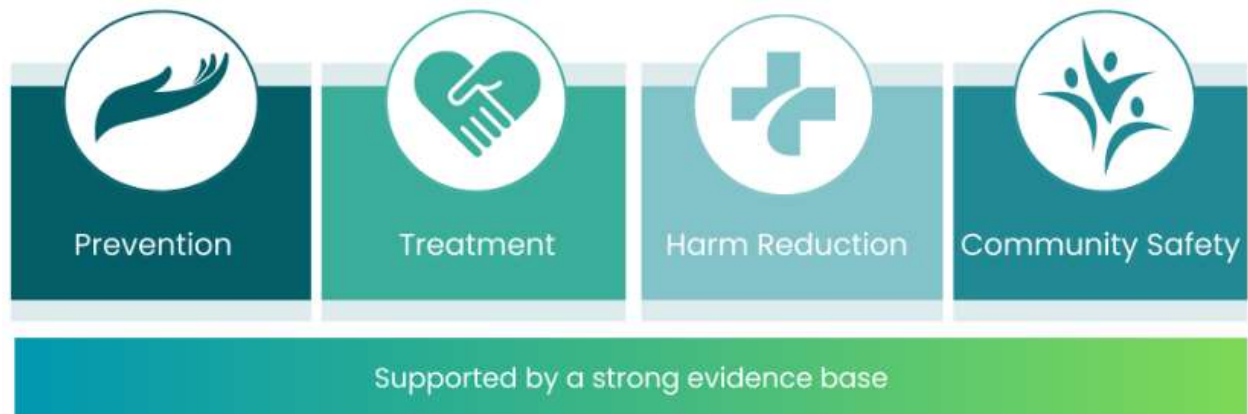 Prevention
Treatment
Harm Reduction
Community Safety
Supported by a strong evidence base